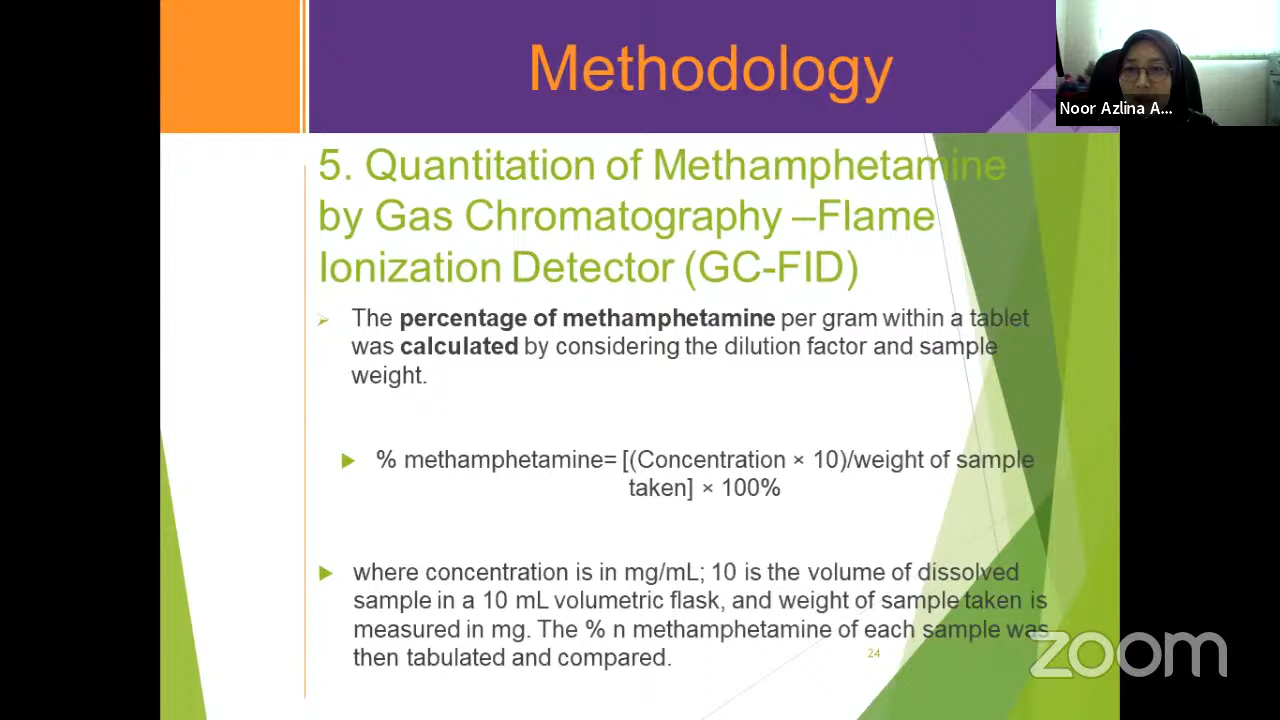 Methodology
Noor Azlina A...
5. Quantitation of Methamphetamine
by Gas Chromatography –Flame
Ionization Detector (GC-FID)
The percentage of methamphetamine per gram within a tablet
was calculated by considering the dilution factor and sample
weight.
% methamphetamine= [(Concentration × 10)/weight of sample
taken] × 100%
where concentration is in mg/mL; 10 is the volume of dissolved
sample in a 10 mL volumetric flask, and weight of sample taken is
measured in mg. The % n methamphetamine of each sample was
then tabulated and compared.
24
zoom